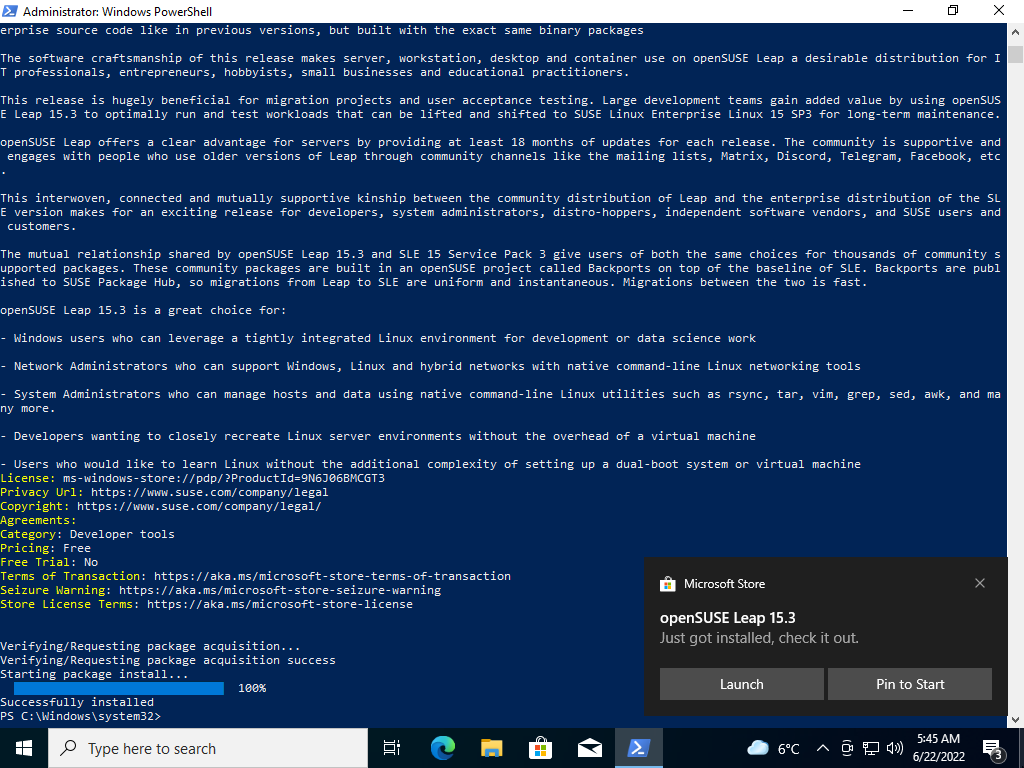 Administrator: Windows PowerShell
erprise source code like in previous versions, but built with the exact same binary packages
The software craftsmanship of this release makes server, workstation, desktop and container use on openSUSE Leap a desirable distribution for I
T professionals, entrepreneurs, hobbyists, small businesses and educational practitioners.
This release is hugely beneficial for migration projects and user acceptance testing. Large development teams gain added value by using openSUS
E Leap 15.3 to optimally run and test workloads that can be lifted and shifted to SUSE Linux Enterprise Linux 15 SP3 for long-term maintenance.
openSUSE Leap offers a clear advantage for servers by providing at least 18 months of updates for each release. The community is supportive and
engages with people who use older versions of Leap through community channels like the mailing lists, Matrix, Discord, Telegram, Facebook, etc
.
This interwoven, connected and mutually supportive kinship between the community distribution of Leap and the enterprise distribution of the SL
E version makes for an exciting release for developers, system administrators, distro-hoppers, independent software vendors, and SUSE users and
customers.
The mutual relationship shared by openSUSE Leap 15.3 and SLE 15 Service Pack 3 give users of both the same choices for thousands of community s
upported packages. These community packages are built in an openSUSE project called Backports on top of the baseline of SLE. Backports are publ
ished to SUSE Package Hub, so migrations from Leap to SLE are uniform and instantaneous. Migrations between the two is fast.
openSUSE Leap 15.3 is a great choice for:
- Windows users who can leverage a tightly integrated Linux environment for development or data science work
- Network Administrators who can support Windows, Linux and hybrid networks with native command-line Linux networking tools
- System Administrators who can manage hosts and data using native command-line Linux utilities such as rsync, tar, vim, grep, sed, awk, and ma
ny more.
- Developers wanting to closely recreate Linux server environments without the overhead of a virtual machine
- Users who would like to learn Linux without the additional complexity of setting up a dual-boot system or virtual machine
License: ms-windows-store://pdp/?ProductId=9N6J06BMCGT3
Privacy Url: https://www.suse.com/company/legal
Copyright: https://www.suse.com/company/legal/
Agreements:
Category: Developer tools
Pricing: Free
Free Trial: No
Terms of Transaction: https://aka.ms/microsoft-store-terms-of-transaction
Seizure Warning: https://aka.ms/microsoft-store-seizure-warning
Store License Terms: https://aka.ms/microsoft-store-license
Verifying/Requesting package acquisition...
Verifying/Requesting package acquisition success
Starting package install...
100%
Successfully installed
PS C:\Windows\system32>
Microsoft Store
openSUSE Leap 15.3
Just got installed, check it out.
Launch
Pin to Start
Type here to search
6°C
5:45 AM
6/22/2022
3